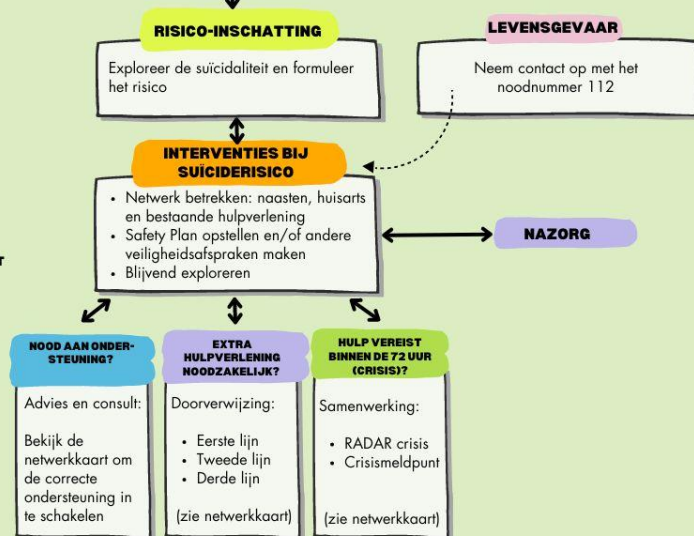 RISICO-INSCHATTING
Exploreer de suïcidaliteit en formuleer
het risico
LEVENSGEVAAR
Neem contact op met het
noodnummer 112
INTERVENTIES BIJ
SUÏCIDERISICO
• Netwerk betrekken: naasten, huisarts
en bestaande hulpverlening
• Safety Plan opstellen en/of andere
veiligheidsafspraken maken
• Blijvend exploreren
NAZORG
T
NOOD AAN ONDER-
STEUNING?
Advies en consult:
Bekijk de
netwerkkaart om
de correcte
ondersteuning in
te schakelen
EXTRA
HULPVERLENING
NOODZAKELIJK?
Doorverwijzing:
• Eerste lijn
• Tweede lijn
• Derde lijn
(zie netwerkkaart)
HULP VEREIST
BINNEN DE 72 UUR
(CRISIS)?
Samenwerking:
• RADAR crisis
• Crisismeldpunt
(zie netwerkkaart)